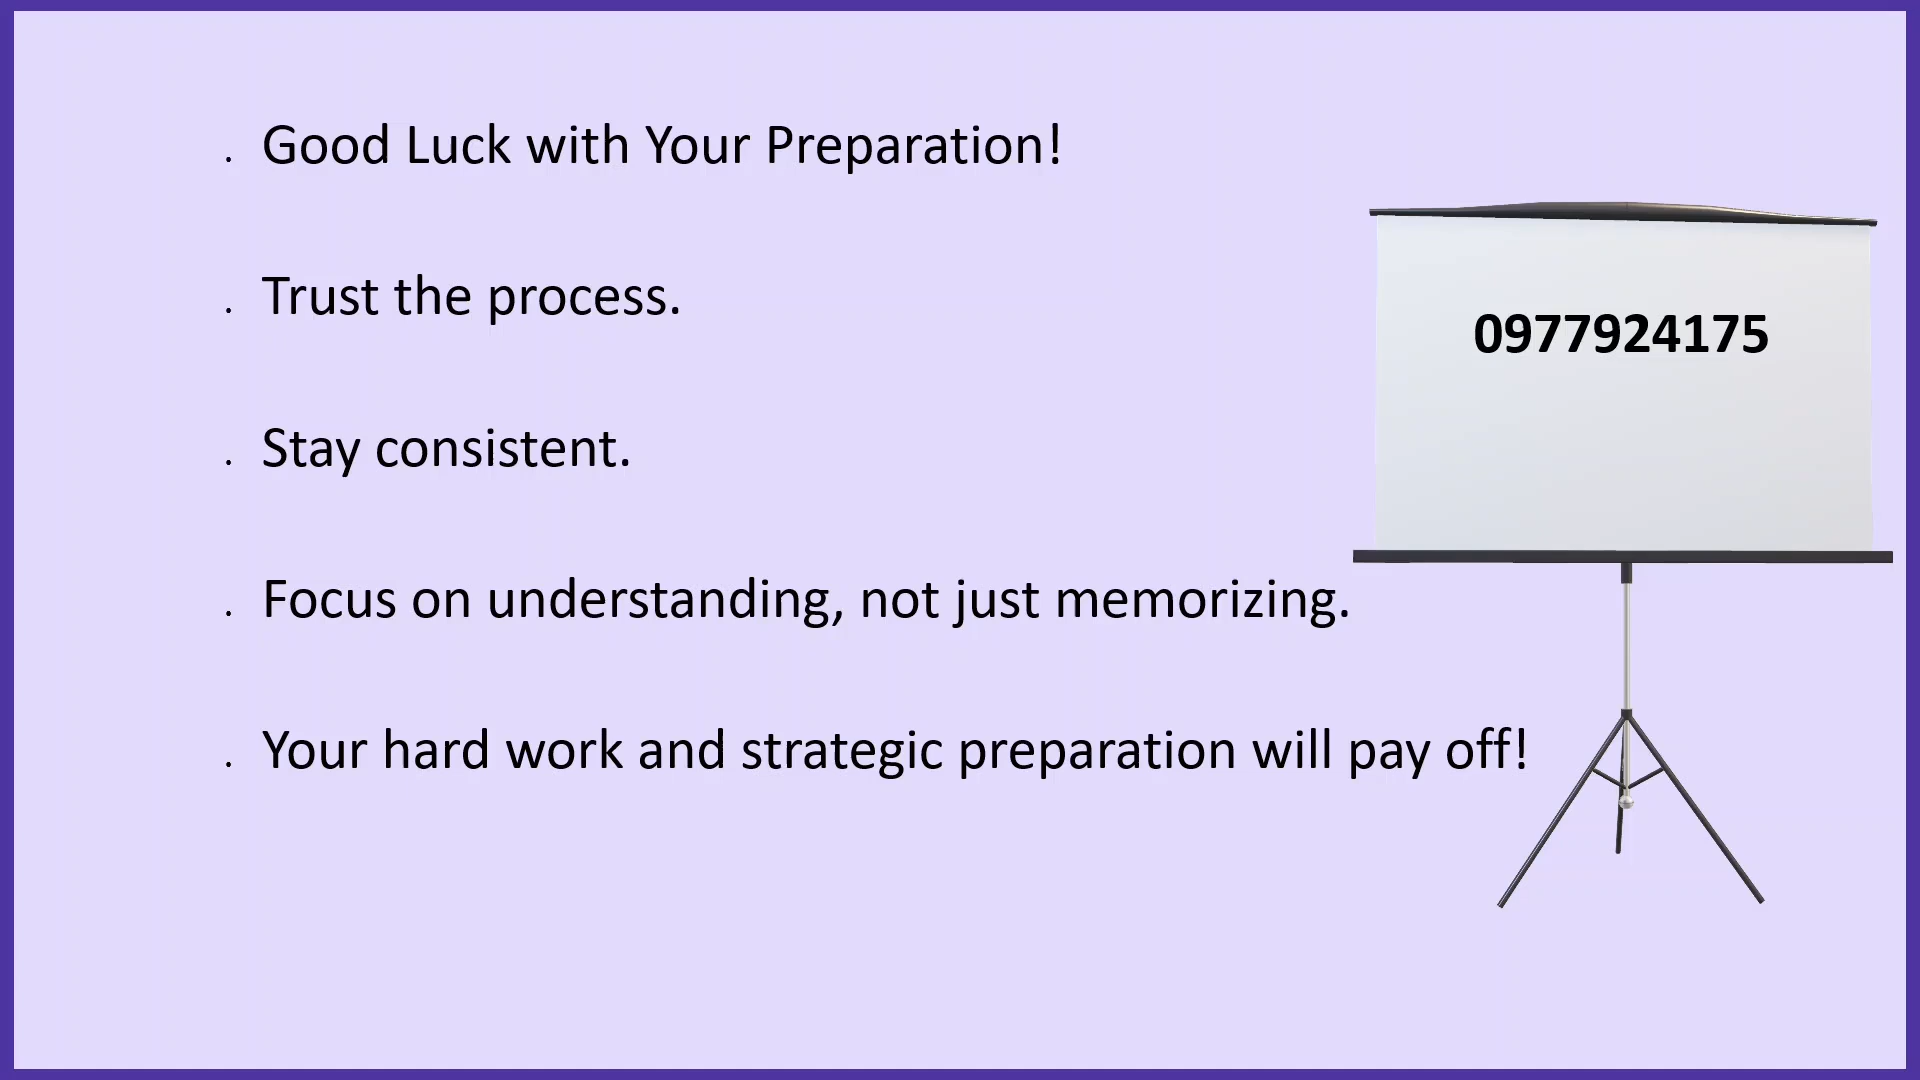 . Good Luck with Your Preparation!
. Trust the process.
. Stay consistent.
. Focus on understanding, not just memorizing.
. Your hard work and strategic preparation will pay off!
0977924175